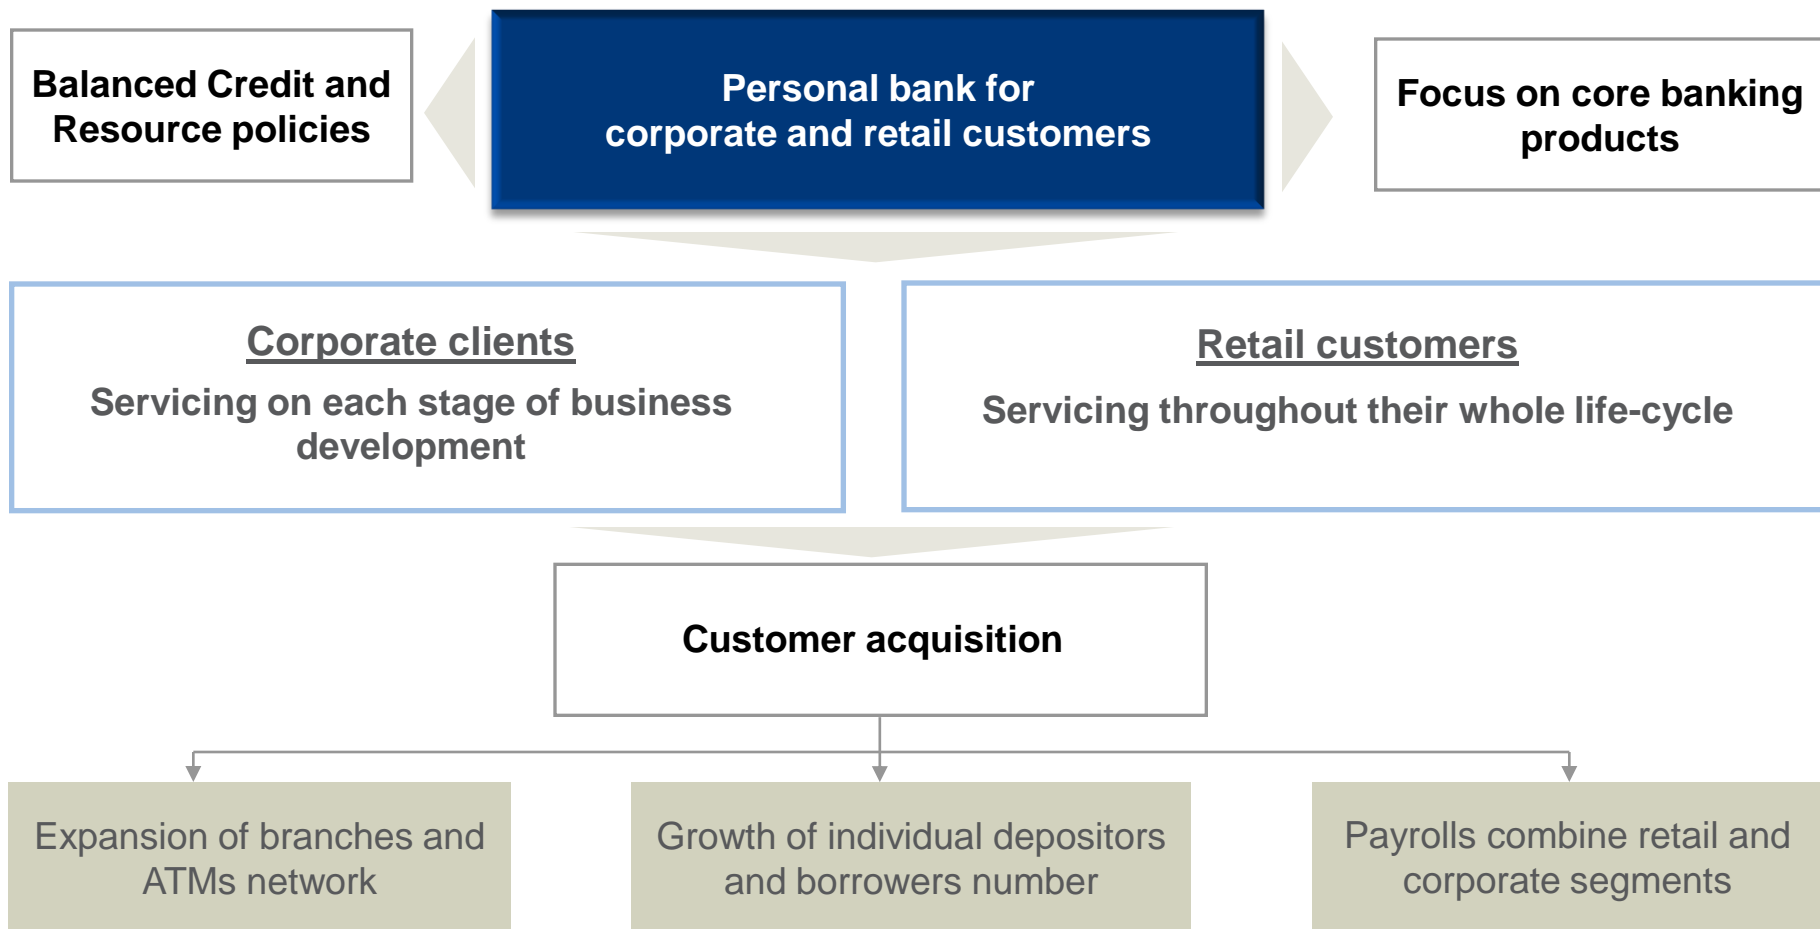 Balanced Credit and
Resource policies
Personal bank for
corporate and retail customers
Focus on core banking
products
Corporate clients
Servicing on each stage of business
development
Retail customers
Servicing throughout their whole life-cycle
Customer acquisition
Expansion of branches and
ATMs network
Growth of individual depositors
and borrowers number
Payrolls combine retail and
corporate segments